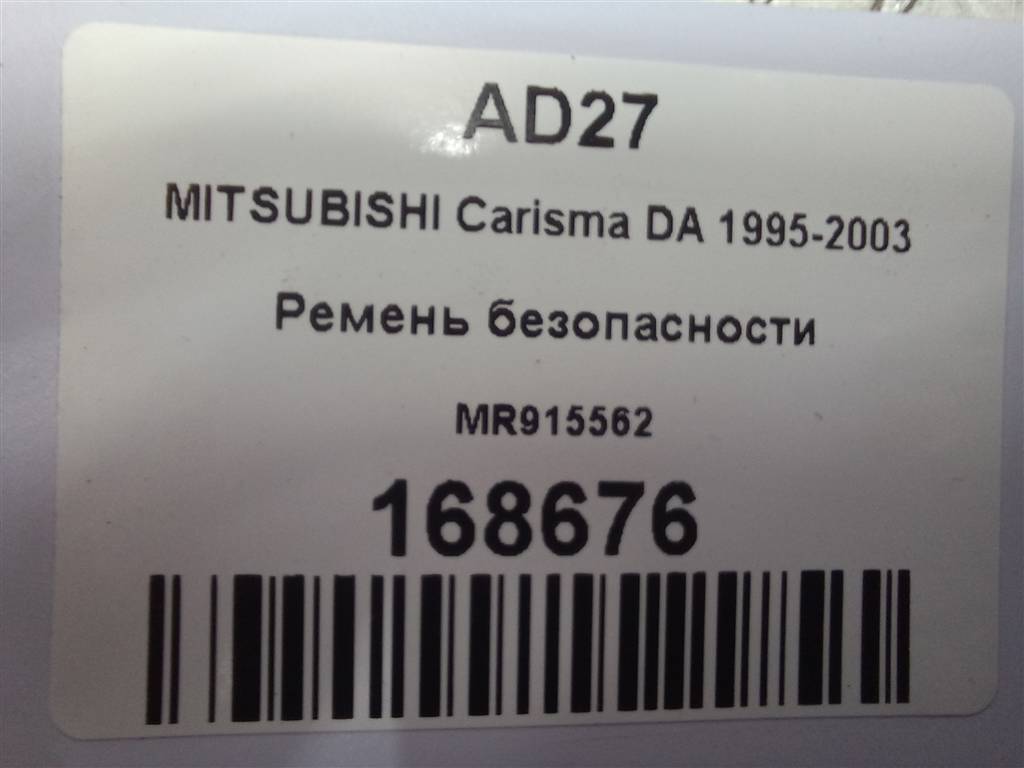 AD27
MITSUBISHI Carisma DA 1995-2003
Ремень безопасности
MR915562
168676